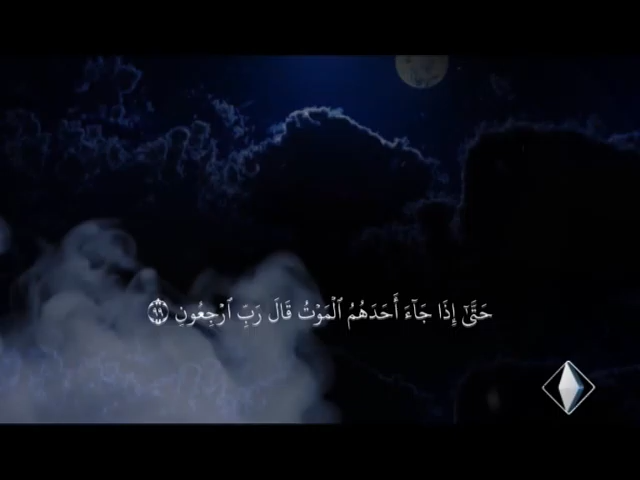 حَتَّىٰٓ إِذَا جَآءَ أَحَدَهُمُ ٱلْمَوْتُ قَالَ رَبِّ ٱرْجِعُونِ ۝٩٩